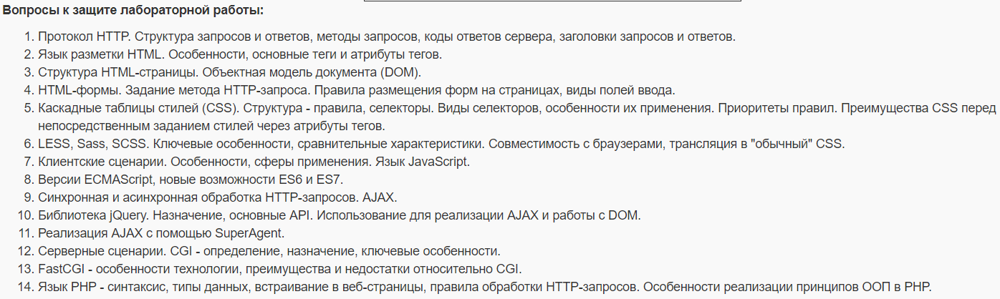 Вопросы к защите лабораторной работы:
1. Протокол HTTP. Структура запросов и ответов, методы запросов, коды ответов сервера, заголовки запросов и ответов.
2. Язык разметки HTML. Особенности, основные теги и атрибуты тегов.
3. Структура HTML-страницы. Объектная модель документа (DOM).
4. HTML-формы. Задание метода HTTP-запроса. Правила размещения форм на страницах, виды полей ввода.
5. Каскадные таблицы стилей (CSS). Структура - правила, селекторы. Виды селекторов, особенности их применения. Приоритеты правил. Преимущества CSS перед
непосредственным заданием стилей через атрибуты тегов.
6. LESS, Sass, SCSS. Ключевые особенности, сравнительные характеристики. Совместимость с браузерами, трансляция в "обычный" CSS.
7. Клиентские сценарии. Особенности, сферы применения. Язык JavaScript.
8. Версии ECMAScript, новые возможности ES6 и ES7.
9. Синхронная и асинхронная обработка HTTP-запросов. AJAX.
10. Библиотека jQuery. Назначение, основные API. Использование для реализации AJAX и работы с DOM.
11. Реализация AJAX с помощью SuperAgent.
12. Серверные сценарии. CGI - определение, назначение, ключевые особенности.
13. FastCGI - особенности технологии, преимущества и недостатки относительно CGI.
14. Язык PHP - синтаксис, типы данных, встраивание в веб-страницы, правила обработки HTTP-запросов. Особенности реализации принципов ООП в PHP.